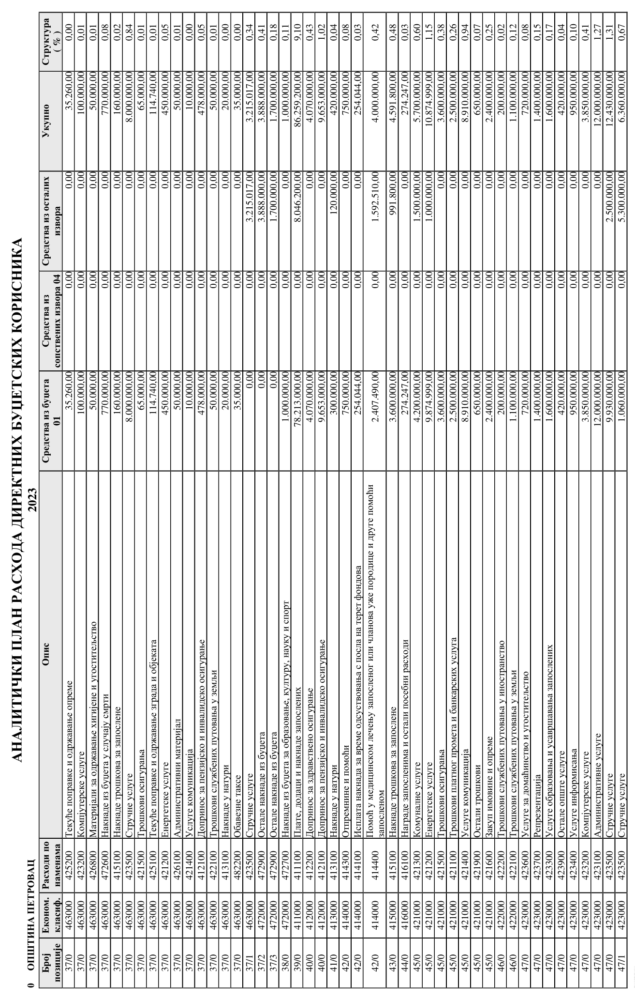 АНАЛИТИЧКИ ПЛАН РАСХОДА ДИРЕКТНИХ БУЏЕТСКИХ КОРИСНИКА
2023
0 ОПШТИНА ПЕТРОВАЦ
Број позиције Економ. класиф. Расходи по наменама Опис Средства из буџета 01 Средства из сопствених извора 04 Средства из осталих извора Укупно Структура ( % )
37/0 463000 425200 Текуће поправке и одржавање опреме 35.260,00 0,00 0,00 35.260,00 0,00
37/0 463000 423200 Компјутерске услуге 100.000,00 0,00 0,00 100.000,00 0,01
37/0 463000 426800 Материјали за одржавање хигијене и угоститељство 50.000,00 0,00 0,00 50.000,00 0,01
37/0 463000 472600 Накнаде из буџета у случају смрти 770.000,00 0,00 0,00 770.000,00 0,08
37/0 463000 415100 Накнаде трошкова за запослене 160.000,00 0,00 0,00 160.000,00 0,02
37/0 463000 423500 Стручне услуге 8.000.000,00 0,00 0,00 8.000.000,00 0,84
37/0 463000 421500 Трошкови осигурања 65.000,00 0,00 0,00 65.000,00 0,01
37/0 463000 425100 Текуће поправке и одржавање зграда и објеката 114.740,00 0,00 0,00 114.740,00 0,01
37/0 463000 421200 Енергетске услуге 450.000,00 0,00 0,00 450.000,00 0,05
37/0 463000 426100 Административни материјал 50.000,00 0,00 0,00 50.000,00 0,01
37/0 463000 421400 Услуге комуникација 10.000,00 0,00 0,00 10.000,00 0,00
37/0 463000 412100 Допринос за пензијско и инвалидско осигурање 478.000,00 0,00 0,00 478.000,00 0,05
37/0 463000 422100 Трошкови службених путовања у земљи 50.000,00 0,00 0,00 50.000,00 0,01
37/0 463000 413100 Накнаде у натури 20.000,00 0,00 0,00 20.000,00 0,00
37/0 463000 482200 Обавезне таксе 35.000,00 0,00 0,00 35.000,00 0,00
37/1 463000 423500 Стручне услуге 0,00 0,00 3.215.017,00 3.215.017,00 0,34
37/2 472000 472900 Остале накнаде из буџета 0,00 0,00 3.888.000,00 3.888.000,00 0,41
37/3 472000 472900 Остале накнаде из буџета 0,00 0,00 1.700.000,00 1.700.000,00 0,18
38/0 472000 472700 Накнаде из буџета за образовање, културу, науку и спорт 1.000.000,00 0,00 0,00 1.000.000,00 0,11
39/0 411000 411100 Плате, додаци и накнаде запослених 78.213.000,00 0,00 8.046.200,00 86.259.200,00 9,10
40/0 412000 412200 Допринос за здравствено осигурање 4.070.000,00 0,00 0,00 4.070.000,00 0,43
40/0 412000 412100 Допринос за пензијско и инвалидско осигурање 9.653.000,00 0,00 0,00 9.653.000,00 1,02
41/0 413000 413100 Накнаде у натури 300.000,00 0,00 120.000,00 420.000,00 0,04
42/0 414000 414300 Отпремнине и помоћи 750.000,00 0,00 0,00 750.000,00 0,08
42/0 414000 414100 Исплата накнада за време одсуствовања с посла на терет фондова 254.044,00 0,00 0,00 254.044,00 0,03
42/0 414000 414400 Помоћ у медицинском лечењу запосленог или чланова уже породице и друге помоћи
запосленом 2.407.490,00 0,00 1.592.510,00 4.000.000,00 0,42
43/0 415000 415100 Накнаде трошкова за запослене 3.600.000,00 0,00 991.800,00 4.591.800,00 0,48
44/0 416000 416100 Награде запосленима и остали посебни расходи 274.247,00 0,00 0,00 274.247,00 0,03
45/0 421000 421300 Комуналне услуге 4.200.000,00 0,00 1.500.000,00 5.700.000,00 0,60
45/0 421000 421200 Енергетске услуге 9.874.999,00 0,00 1.000.000,00 10.874.999,00 1,15
45/0 421000 421500 Трошкови осигурања 3.600.000,00 0,00 0,00 3.600.000,00 0,38
45/0 421000 421100 Трошкови платног промета и банкарских услуга 2.500.000,00 0,00 0,00 2.500.000,00 0,26
45/0 421000 421400 Услуге комуникација 8.910.000,00 0,00 0,00 8.910.000,00 0,94
45/0 421000 421900 Остали трошкови 650.000,00 0,00 0,00 650.000,00 0,07
45/0 421000 421600 Закуп имовине и опреме 2.400.000,00 0,00 0,00 2.400.000,00 0,25
46/0 422000 422200 Трошкови службених путовања у иностранство 200.000,00 0,00 0,00 200.000,00 0,02
46/0 422000 422100 Трошкови службених путовања у земљи 1.100.000,00 0,00 0,00 1.100.000,00 0,12
47/0 423000 423600 Услуге за домаћинство и угоститељство 720.000,00 0,00 0,00 720.000,00 0,08
47/0 423000 423700 Репрезентација 1.400.000,00 0,00 0,00 1.400.000,00 0,15
47/0 423000 423300 Услуге образовања и усавршавања запослених 1.600.000,00 0,00 0,00 1.600.000,00 0,17
47/0 423000 423900 Остале опште услуге 420.000,00 0,00 0,00 420.000,00 0,04
47/0 423000 423400 Услуге информисања 950.000,00 0,00 0,00 950.000,00 0,10
47/0 423000 423200 Компјутерске услуге 3.850.000,00 0,00 0,00 3.850.000,00 0,41
47/0 423000 423100 Административне услуге 12.000.000,00 0,00 0,00 12.000.000,00 1,27
47/0 423000 423500 Стручне услуге 9.930.000,00 0,00 2.500.000,00 12.430.000,00 1,31
47/1 423000 423500 Стручне услуге 1.060.000,00 0,00 5.300.000,00 6.360.000,00 0,67